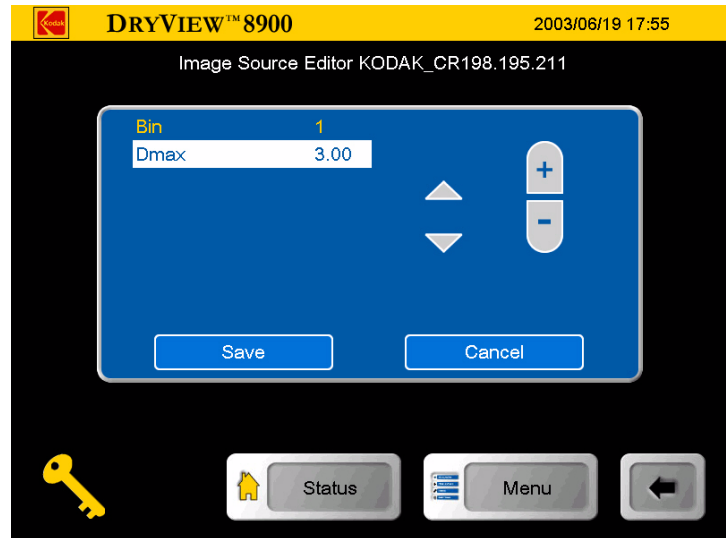 Kodak DRYVIEW™8900 2003/06/19 17:55
Image Source Editor KODAK_CR198.195.211
Bin 1
Dmax 3.00
+
-
Save Cancel
Status Menu